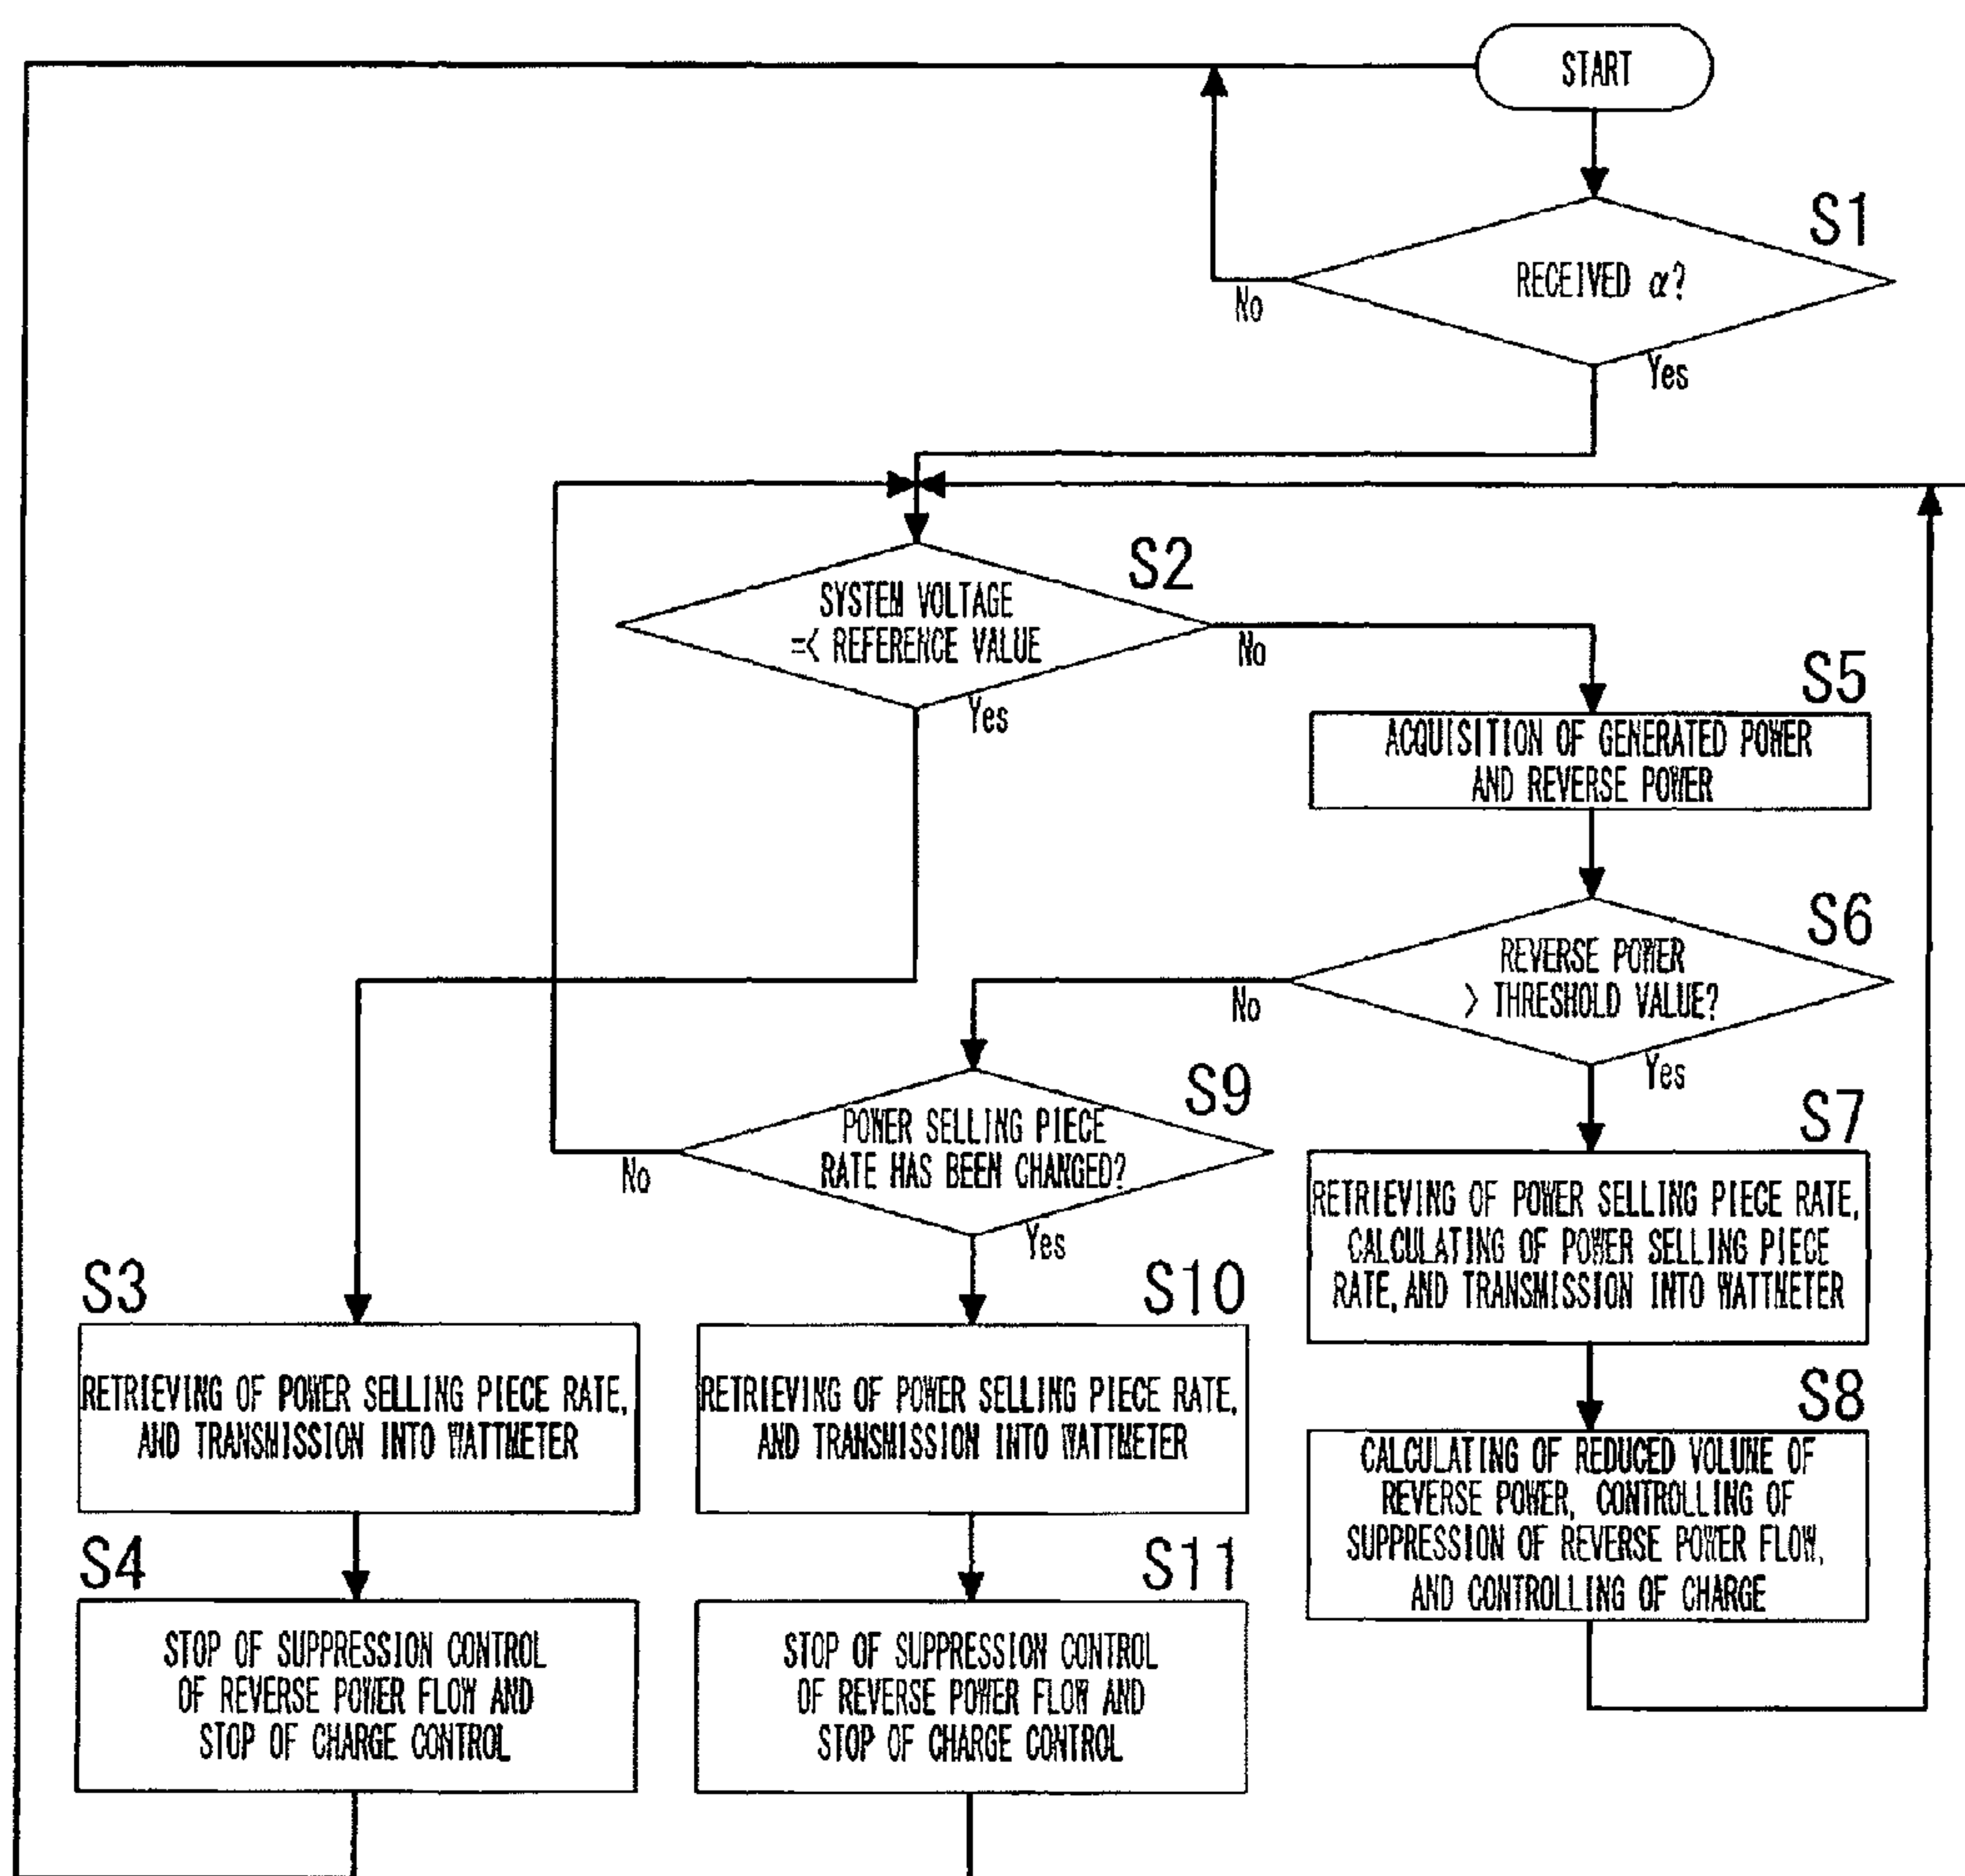 START
S1
RECEIVED α?
No
Yes
S2
SYSTEM VOLTAGE
=< REFERENCE VALUE
No
Yes
S5
ACQUISITION OF GENERATED POWER
AND REVERSE POWER
S6
REVERSE POWER
> THRESHOLD VALUE?
No
Yes
S9
POWER SELLING PIECE
RATE HAS BEEN CHANGED?
No
Yes
S7
RETRIEVING OF POWER SELLING PIECE RATE,
CALCULATING OF POWER SELLING PIECE
RATE, AND TRANSMISSION INTO WATTMETER
S3
RETRIEVING OF POWER SELLING PIECE RATE,
AND TRANSMISSION INTO WATTMETER
S10
RETRIEVING OF POWER SELLING PIECE RATE,
AND TRANSMISSION INTO WATTMETER
S8
CALCULATING OF REDUCED VOLUME OF
REVERSE POWER, CONTROLLING OF
SUPPRESSION OF REVERSE POWER FLOW,
AND CONTROLLING OF CHARGE
S4
STOP OF SUPPRESSION CONTROL
OF REVERSE POWER FLOW AND
STOP OF CHARGE CONTROL
S11
STOP OF SUPPRESSION CONTROL
OF REVERSE POWER FLOW AND
STOP OF CHARGE CONTROL